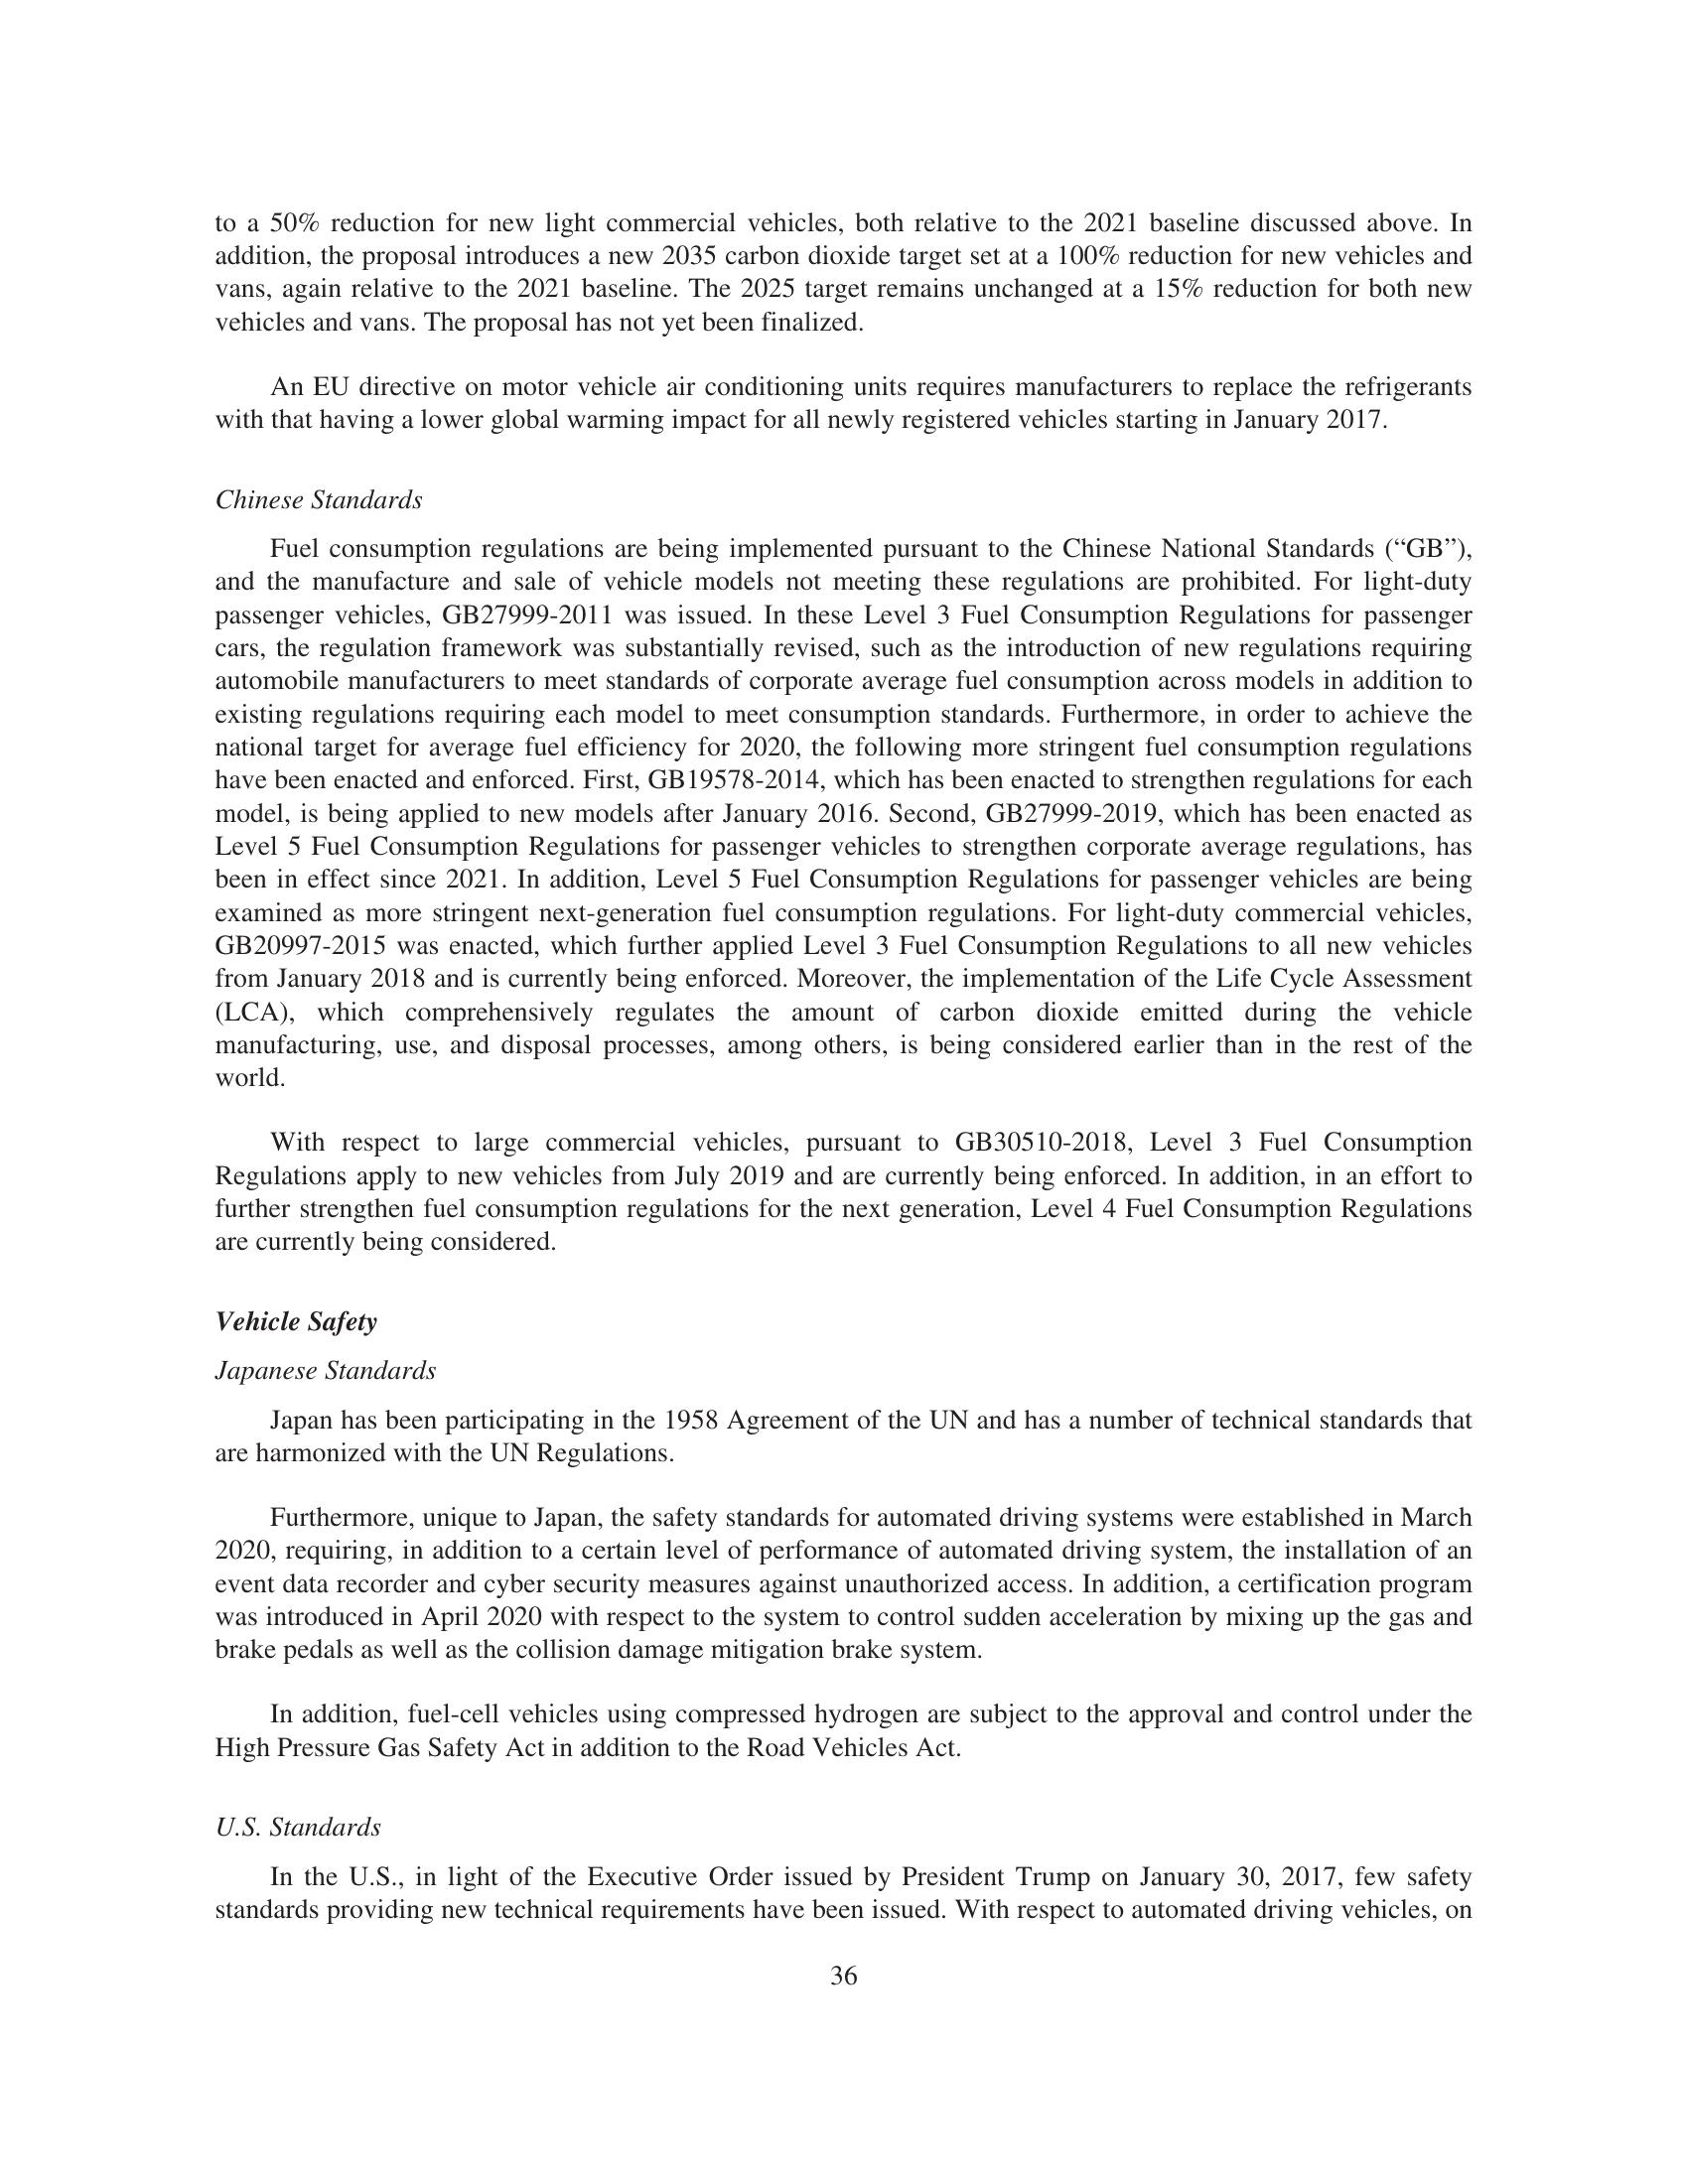 to a 50% reduction for new light commercial vehicles, both relative to the 2021 baseline discussed above. In
addition, the proposal introduces a new 2035 carbon dioxide target set at a 100% reduction for new vehicles and
vans, again relative to the 2021 baseline. The 2025 target remains unchanged at a 15% reduction for both new
vehicles and vans. The proposal has not yet been finalized.
An EU directive on motor vehicle air conditioning units requires manufacturers to replace the refrigerants
with that having a lower global warming impact for all newly registered vehicles starting in January 2017.
Chinese Standards
Fuel consumption regulations are being implemented pursuant to the Chinese National Standards (“GB”),
and the manufacture and sale of vehicle models not meeting these regulations are prohibited. For light-duty
passenger vehicles, GB27999-2011 was issued. In these Level 3 Fuel Consumption Regulations for passenger
cars, the regulation framework was substantially revised, such as the introduction of new regulations requiring
automobile manufacturers to meet standards of corporate average fuel consumption across models in addition to
existing regulations requiring each model to meet consumption standards. Furthermore, in order to achieve the
national target for average fuel efficiency for 2020, the following more stringent fuel consumption regulations
have been enacted and enforced. First, GB19578-2014, which has been enacted to strengthen regulations for each
model, is being applied to new models after January 2016. Second, GB27999-2019, which has been enacted as
Level 5 Fuel Consumption Regulations for passenger vehicles to strengthen corporate average regulations, has
been in effect since 2021. In addition, Level 5 Fuel Consumption Regulations for passenger vehicles are being
examined as more stringent next-generation fuel consumption regulations. For light-duty commercial vehicles,
GB20997-2015 was enacted, which further applied Level 3 Fuel Consumption Regulations to all new vehicles
from January 2018 and is currently being enforced. Moreover, the implementation of the Life Cycle Assessment
(LCA), which comprehensively regulates the amount of carbon dioxide emitted during the vehicle
manufacturing, use, and disposal processes, among others, is being considered earlier than in the rest of the
world.
With respect to large commercial vehicles, pursuant to GB30510-2018, Level 3 Fuel Consumption
Regulations apply to new vehicles from July 2019 and are currently being enforced. In addition, in an effort to
further strengthen fuel consumption regulations for the next generation, Level 4 Fuel Consumption Regulations
are currently being considered.
Vehicle Safety
Japanese Standards
Japan has been participating in the 1958 Agreement of the UN and has a number of technical standards that
are harmonized with the UN Regulations.
Furthermore, unique to Japan, the safety standards for automated driving systems were established in March
2020, requiring, in addition to a certain level of performance of automated driving system, the installation of an
event data recorder and cyber security measures against unauthorized access. In addition, a certification program
was introduced in April 2020 with respect to the system to control sudden acceleration by mixing up the gas and
brake pedals as well as the collision damage mitigation brake system.
In addition, fuel-cell vehicles using compressed hydrogen are subject to the approval and control under the
High Pressure Gas Safety Act in addition to the Road Vehicles Act.
U.S. Standards
In the U.S., in light of the Executive Order issued by President Trump on January 30, 2017, few safety
standards providing new technical requirements have been issued. With respect to automated driving vehicles, on
36